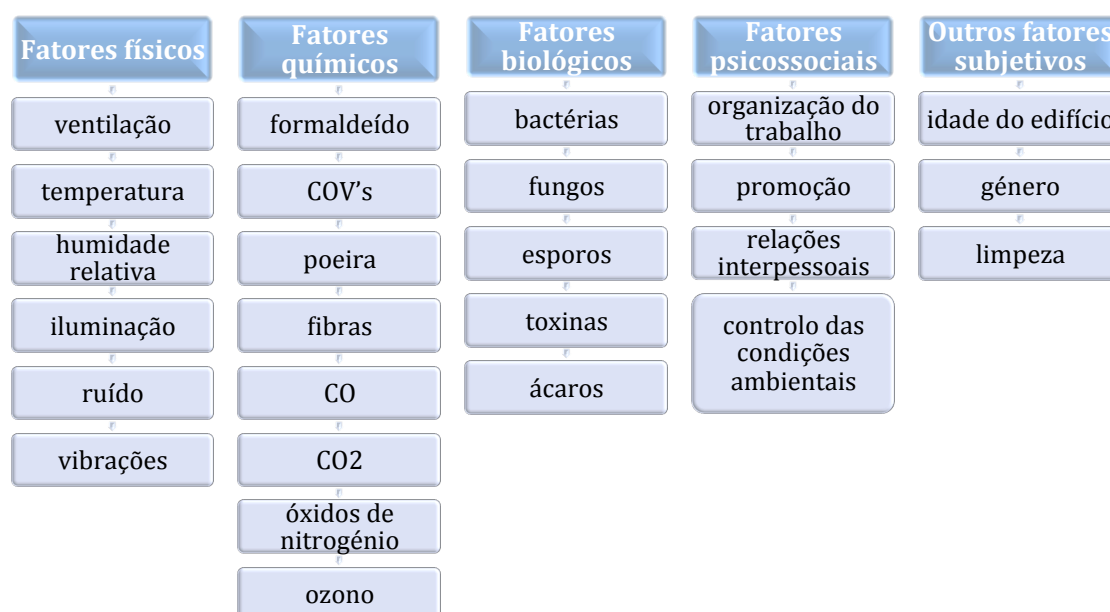 Fatores físicos
ventilação
temperatura
humidade
relativa
iluminação
ruído
vibrações
Fatores
químicos
formaldeído
COV’s
poeira
fibras
CO
CO2
óxidos de
nitrogénio
ozono
Fatores
biológicos
bactérias
fungos
esporos
toxinas
ácaros
Fatores
psicossociais
organização do
trabalho
promoção
relações
interpessoais
controlo das
condições
ambientais
Outros fatores
subjetivos
idade do edifício
género
limpeza